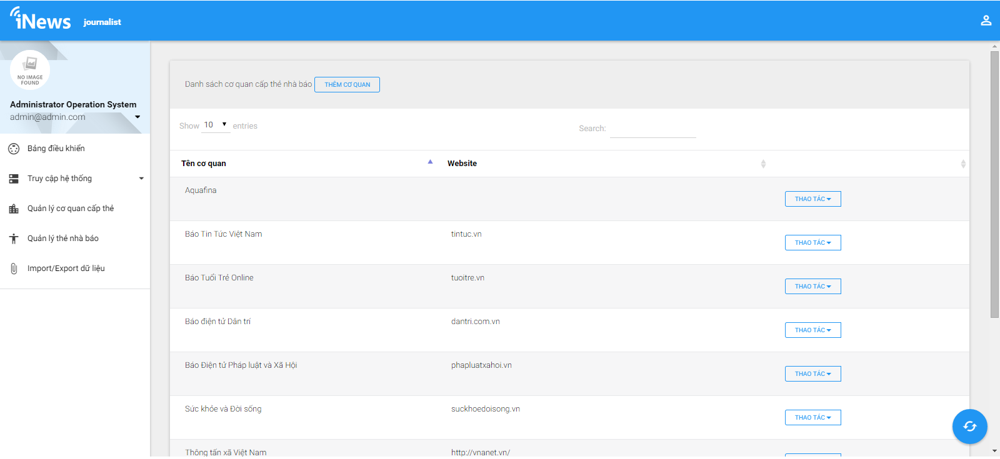 iNews journalist
NO IMAGE
FOUND
Administrator Operation System
admin@admin.com
Bảng điều khiển
Truy cập hệ thống
Quản lý cơ quan cấp thẻ
Quản lý thẻ nhà báo
Import/Export dữ liệu
Danh sách cơ quan cấp thẻ nhà báo THÊM CƠ QUAN
Show 10 entries Search:
Tên cơ quan Website
Aquafina THAO TÁC
Báo Tin Tức Việt Nam tintuc.vn THAO TÁC
Báo Tuổi Trẻ Online tuoitre.vn THAO TÁC
Báo điện tử Dân trí dantri.com.vn THAO TÁC
Báo Điện tử Pháp luật và Xã Hội phapluatxahoi.vn THAO TÁC
Sức khỏe và Đời sống suckhoedoisong.vn THAO TÁC
Thông tấn xã Việt Nam http://vnanet.vn/